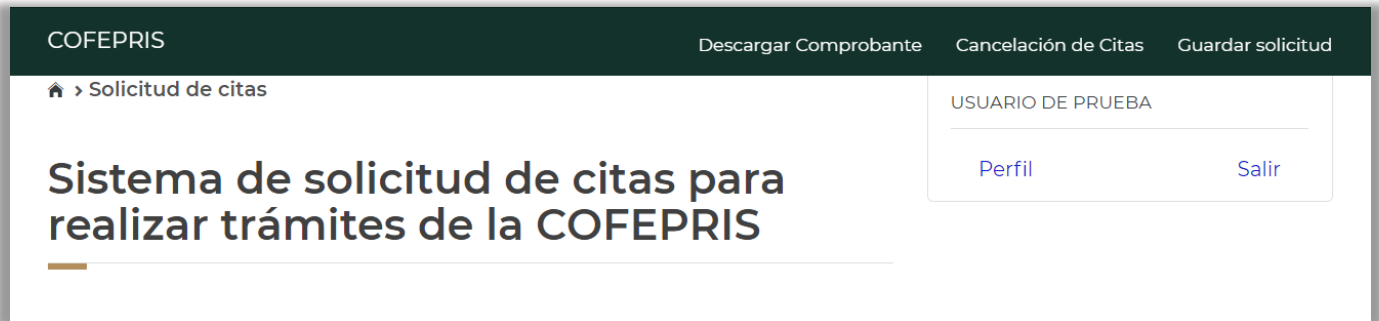 COFEPRIS
Descargar Comprobante Cancelación de Citas Guardar solicitud
> Solicitud de citas
USUARIO DE PRUEBA
Perfil Salir
Sistema de solicitud de citas para
realizar trámites de la COFEPRIS